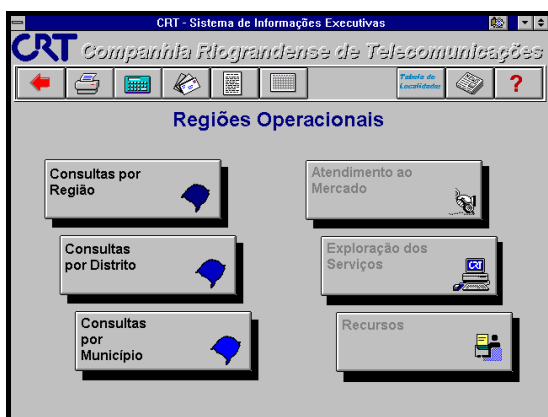 CRT - Sistema de Informações Executivas
CRT Companhia Riograndense de Telecomunicações
Tabela de
Localidades
?
Regiões Operacionais
Consultas por
Região
Atendimento ao
Mercado
Consultas
por Distrito
Exploração dos
Serviços
CRT
Consultas
por
Município
Recursos